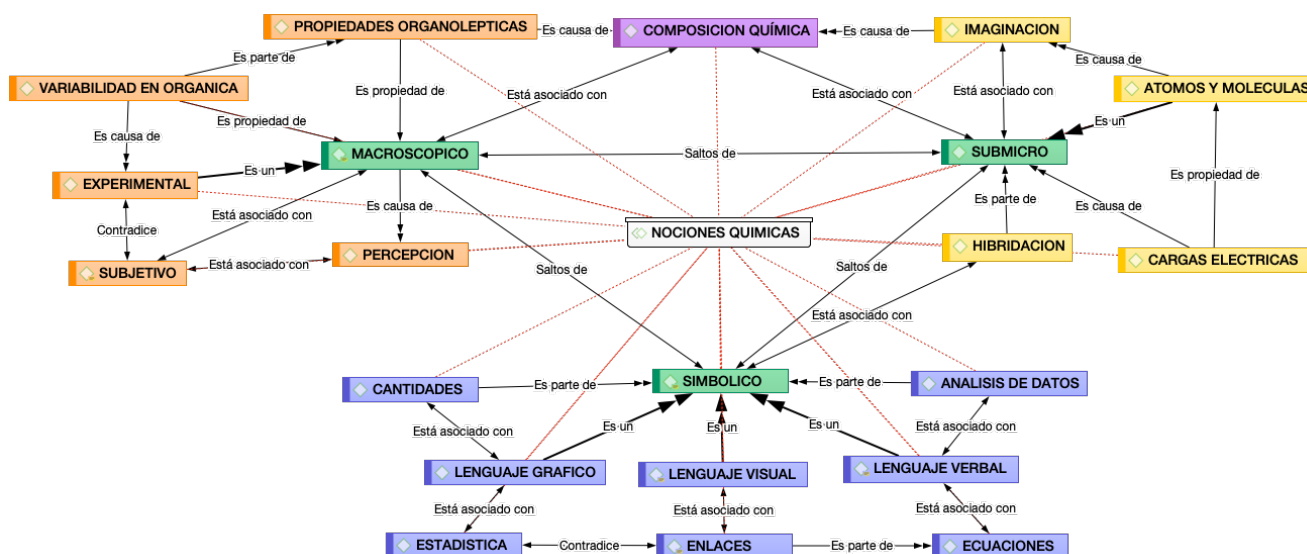 PROPIEDADES ORGANOLEPTICAS
Es causa de
COMPOSICION QUÍMICA
Es causa de
IMAGINACION
Es parte de
Es causa de
VARIABILIDAD EN ORGANICA
Es propiedad de
Está asociado con
Está asociado con
Está asociado con
ATOMOS Y MOLECULAS
Es propiedad de
Es un
Es causa de
MACROSCOPICO
Saltos de
SUBMICRO
Es un
Es propiedad de
EXPERIMENTAL
Es causa de
Es parte de
Es causa de
Está asociado con
Contradice
NOCIONES QUIMICAS
HIBRIDACION
PERCEPCION
CARGAS ELECTRICAS
Está asociado con
SUBJETIVO
Saltos de
Saltos de
Está asociado con
CANTIDADES
Es parte de
SIMBOLICO
Es parte de
ANALISIS DE DATOS
Está asociado con
Es un
Es un
Es un
Está asociado con
LENGUAJE GRAFICO
LENGUAJE VISUAL
LENGUAJE VERBAL
Está asociado con
Está asociado con
Está asociado con
ESTADISTICA
Contradice
ENLACES
Es parte de
ECUACIONES